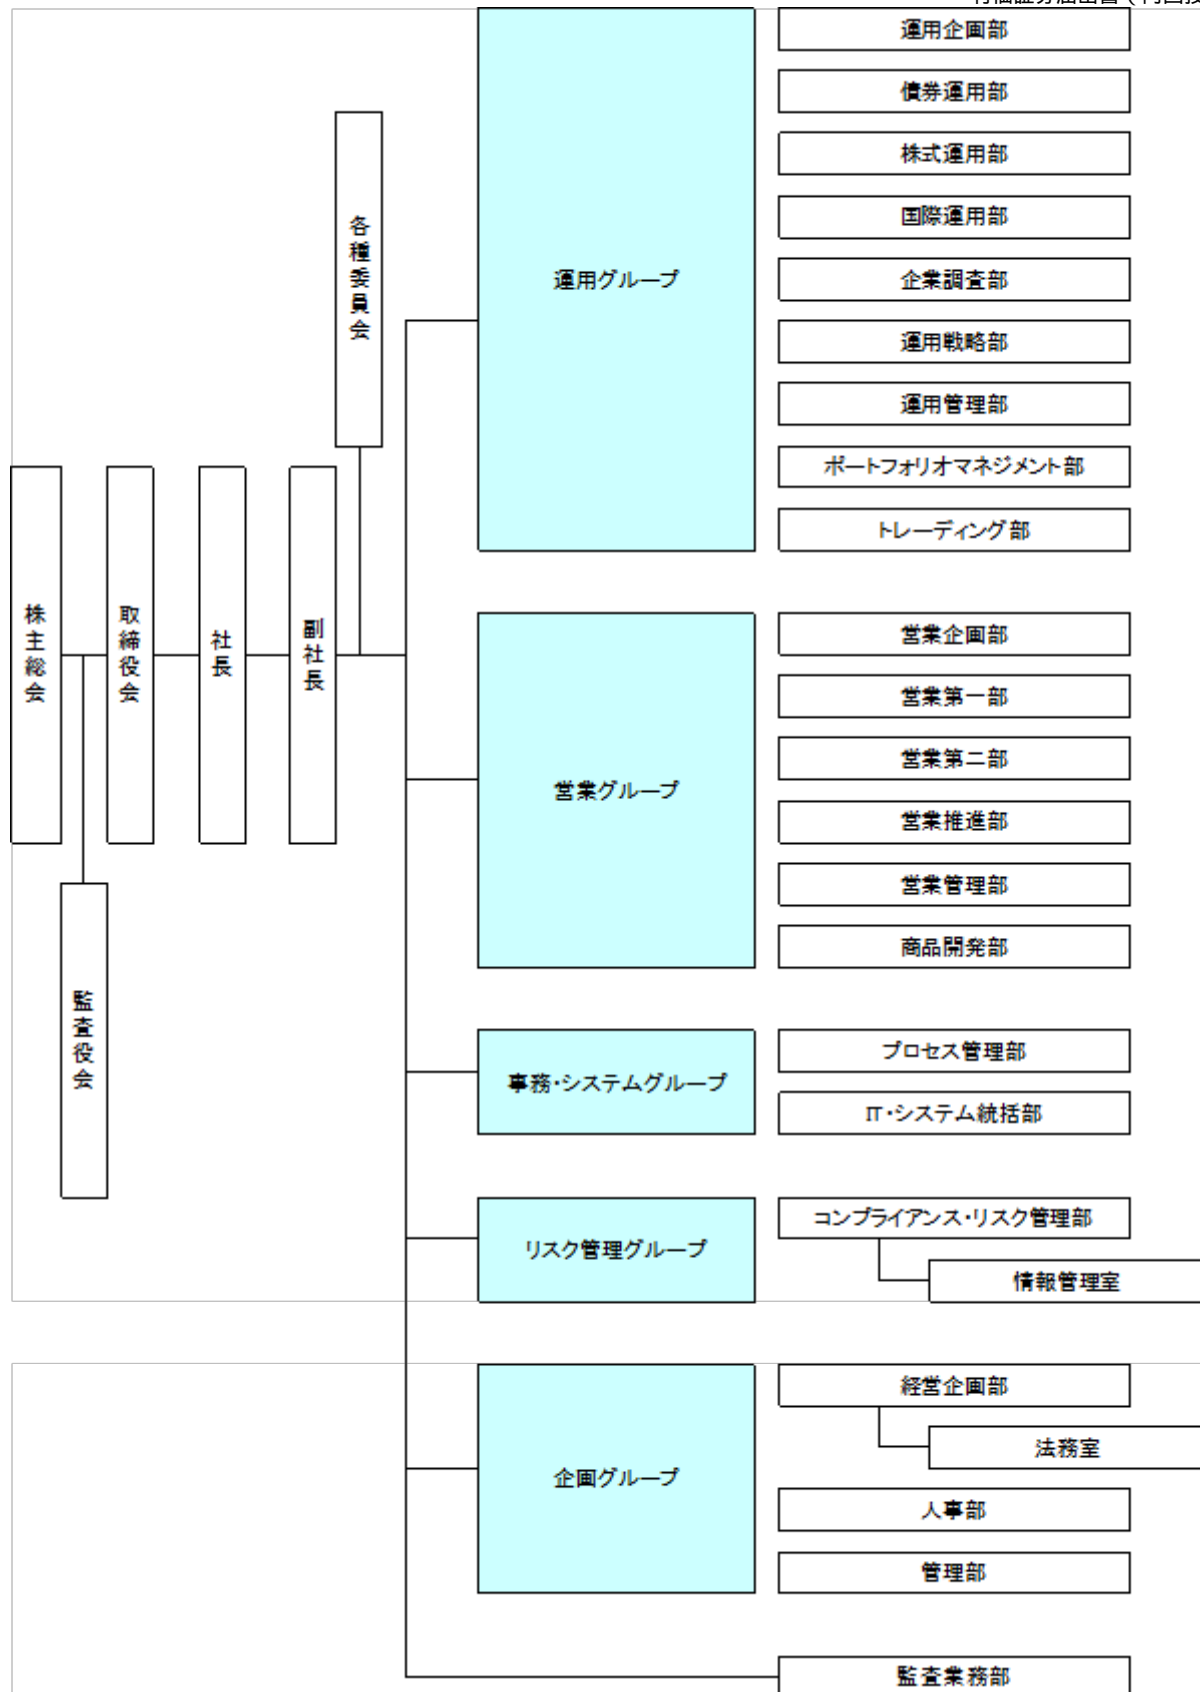 運用企画部
債券運用部
株式運用部
国際運用部
企業調査部
運用戦略部
運用管理部
ポートフォリオマネジメント部
トレーディング部
運用グループ
各種委員会
株主総会
取締役会
社長
副社長
監査役会
営業グループ
営業企画部
営業第一部
営業第二部
営業推進部
営業管理部
商品開発部
事務・システムグループ
プロセス管理部
IT・システム統括部
リスク管理グループ
コンプライアンス・リスク管理部
情報管理室
企画グループ
経営企画部
法務室
人事部
管理部
監査業務部